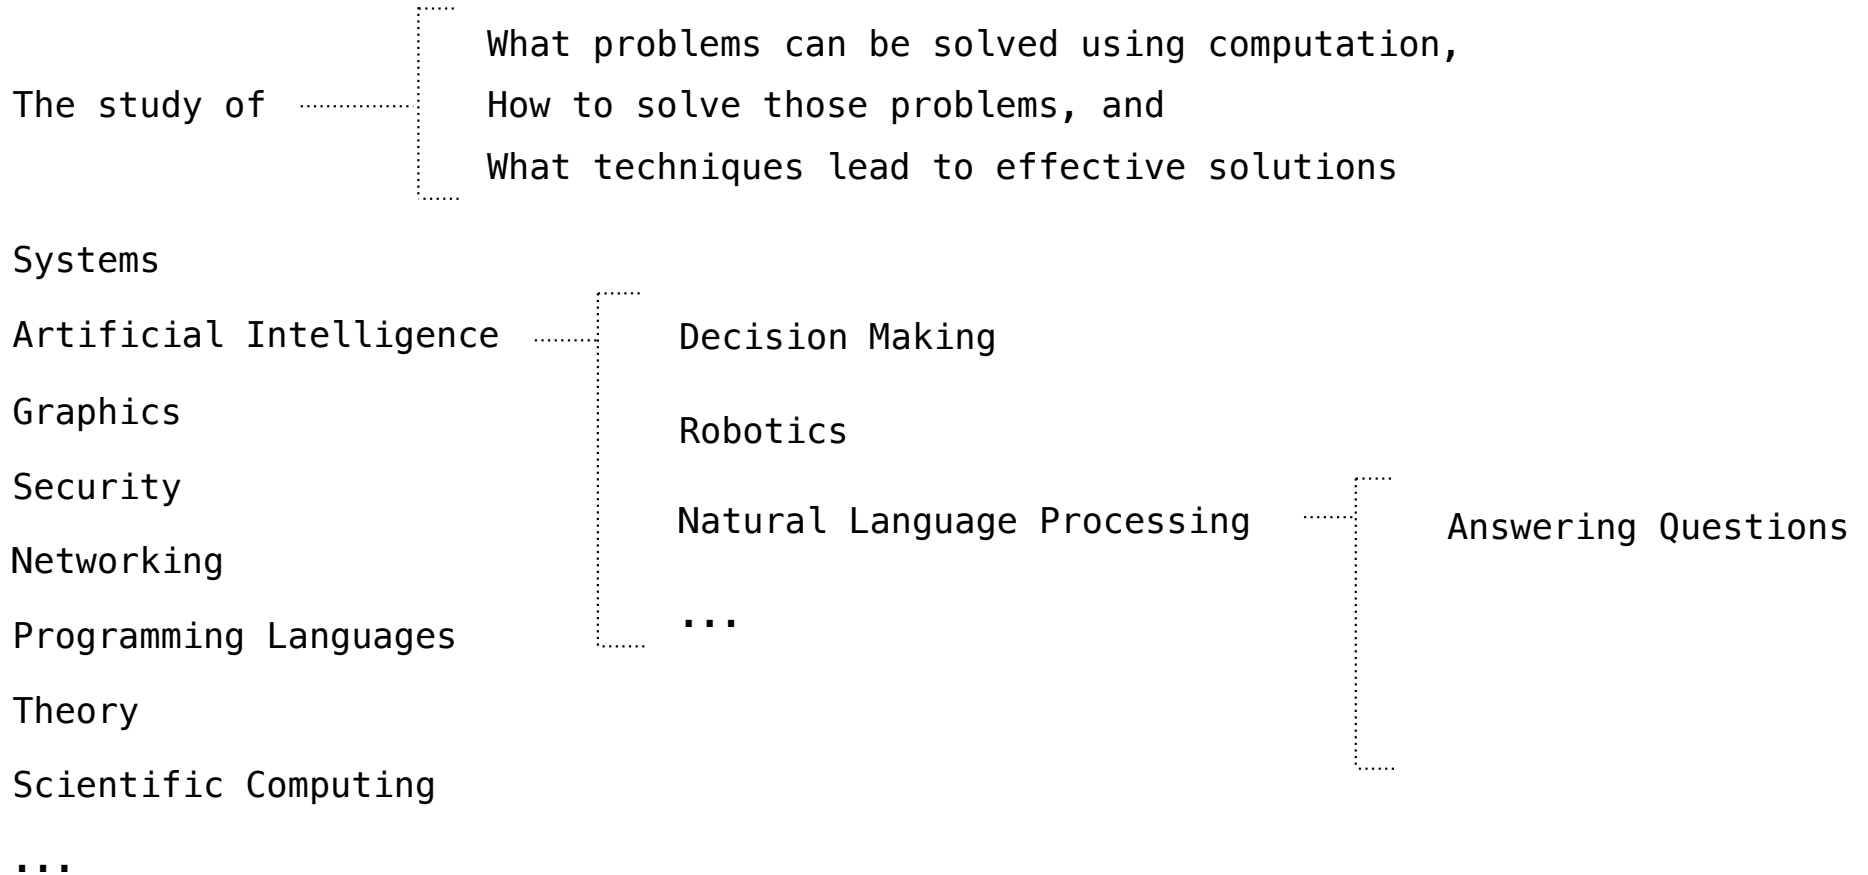 What problems can be solved using computation,
The study of
How to solve those problems, and
What techniques lead to effective solutions
Systems
Artificial Intelligence
Decision Making
Graphics
Robotics
Security
Natural Language Processing
Answering Questions
Networking
...
Programming Languages
Theory
Scientific Computing
...